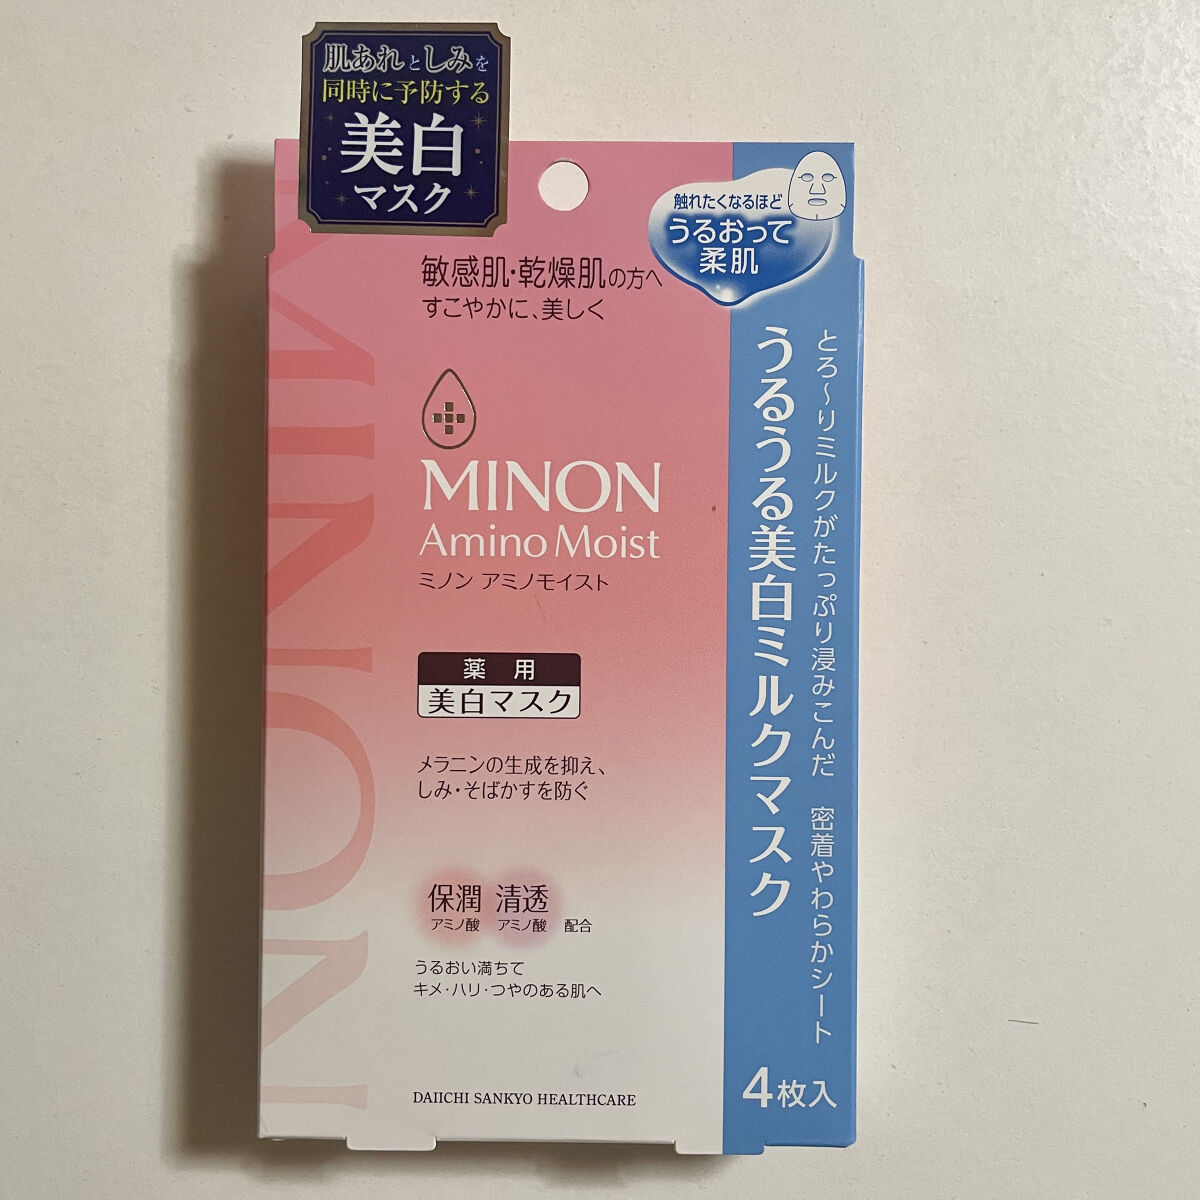 肌あれとしみを
同時に予防する
美白
マスク
触れたくなるほど
うるおって
柔肌
敏感肌・乾燥肌の方へ
すこやかに、美しく
MINON
Amino Moist
ミノン アミノモイスト
薬用
美白マスク
メラニンの生成を抑え、
しみ・そばかすを防ぐ
保潤 清透
アミノ酸 アミノ酸 配合
うるおい満ちて
キメ・ハリ・つやのある肌へ
DAIICHI SANKYO HEALTHCARE
とろ~りミルクがたっぷり浸みこんだ 密着やわらかシート
うるうる美白ミルクマスク
4枚入
MINON